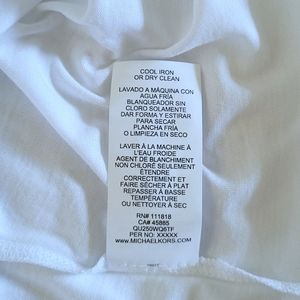 COOL IRON
OR DRY CLEAN
LAVADO A MÁQUINA CON
AGUA FRÍA
BLANQUEADOR SIN
CLORO SOLAMENTE
DAR FORMA Y ESTIRAR
PARA SECAR
PLANCHA FRÍA
O LIMPIEZA EN SECO
LAVER À LA MACHINE À
L'EAU FROIDE
AGENT DE BLANCHIMENT
NON CHLORÉ SEULEMENT
ÉTENDRE
CORRECTEMENT ET
FAIRE SÉCHER À PLAT
REPASSER À BASSE
TEMPÉRATURE
OU NETTOYER À SEC
RN# 111818
CA# 45865
QU250WQ6TF
PER NO: XXXXX
WWW.MICHAELKORS.COM